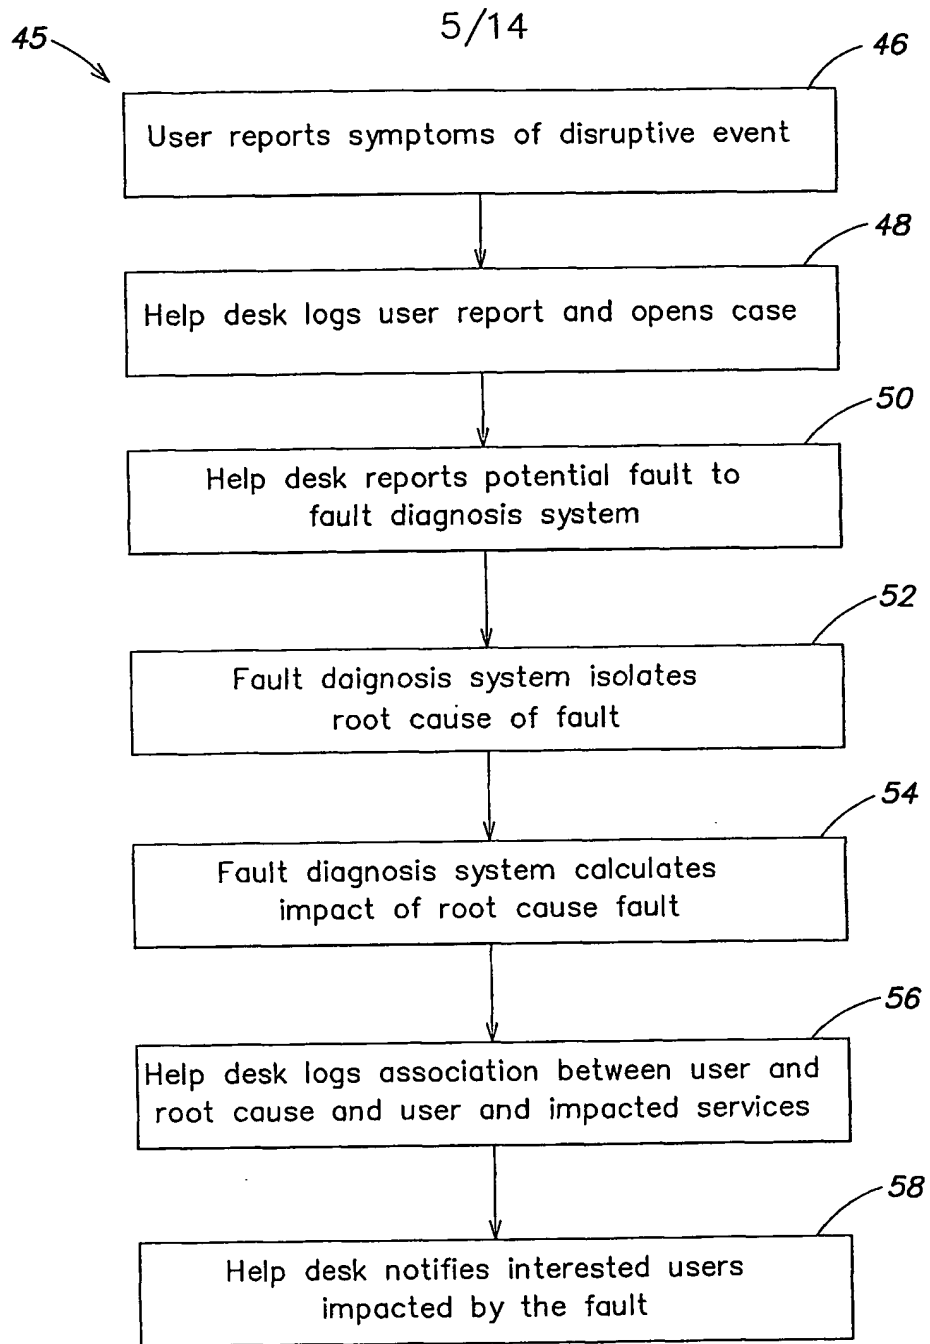 5/14
45
46
User reports symptoms of disruptive event
48
Help desk logs user report and opens case
50
Help desk reports potential fault to
fault diagnosis system
52
Fault daignosis system isolates
root cause of fault
54
Fault diagnosis system calculates
impact of root cause fault
56
Help desk logs association between user and
root cause and user and impacted services
58
Help desk notifies interested users
impacted by the fault